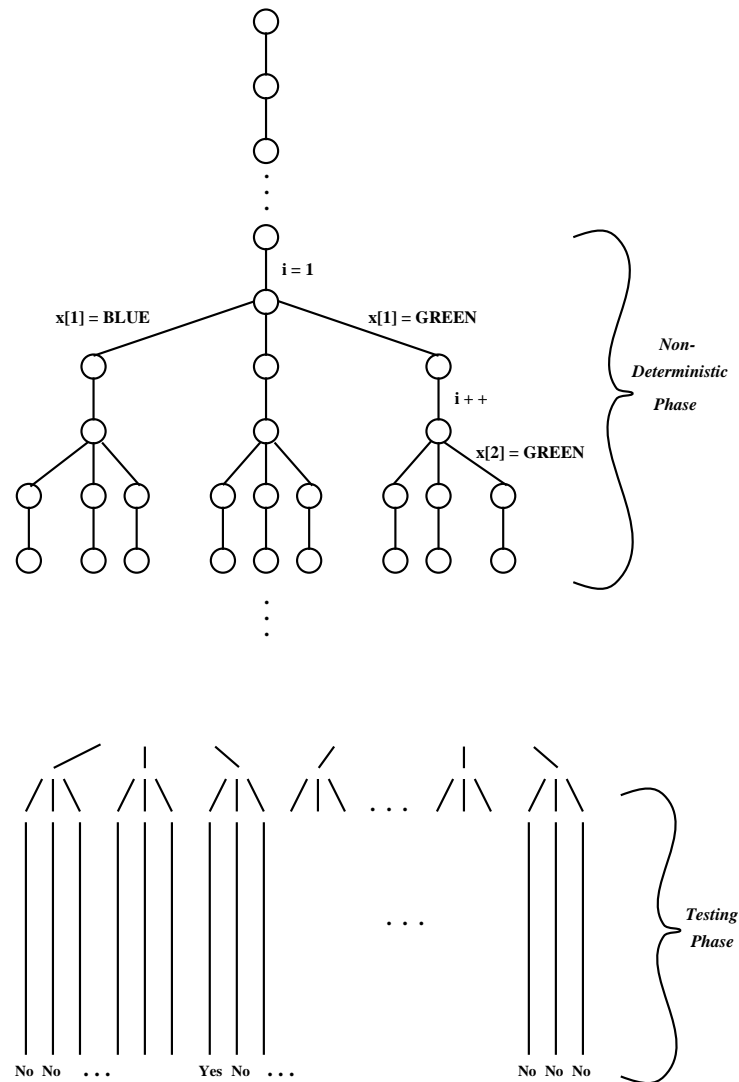 i = 1
x[1] = BLUE
x[1] = GREEN
Non-
Deterministic
Phase
i + +
x[2] = GREEN
. . .
Testing
Phase
. . .
No No . . . Yes No . . . No No No